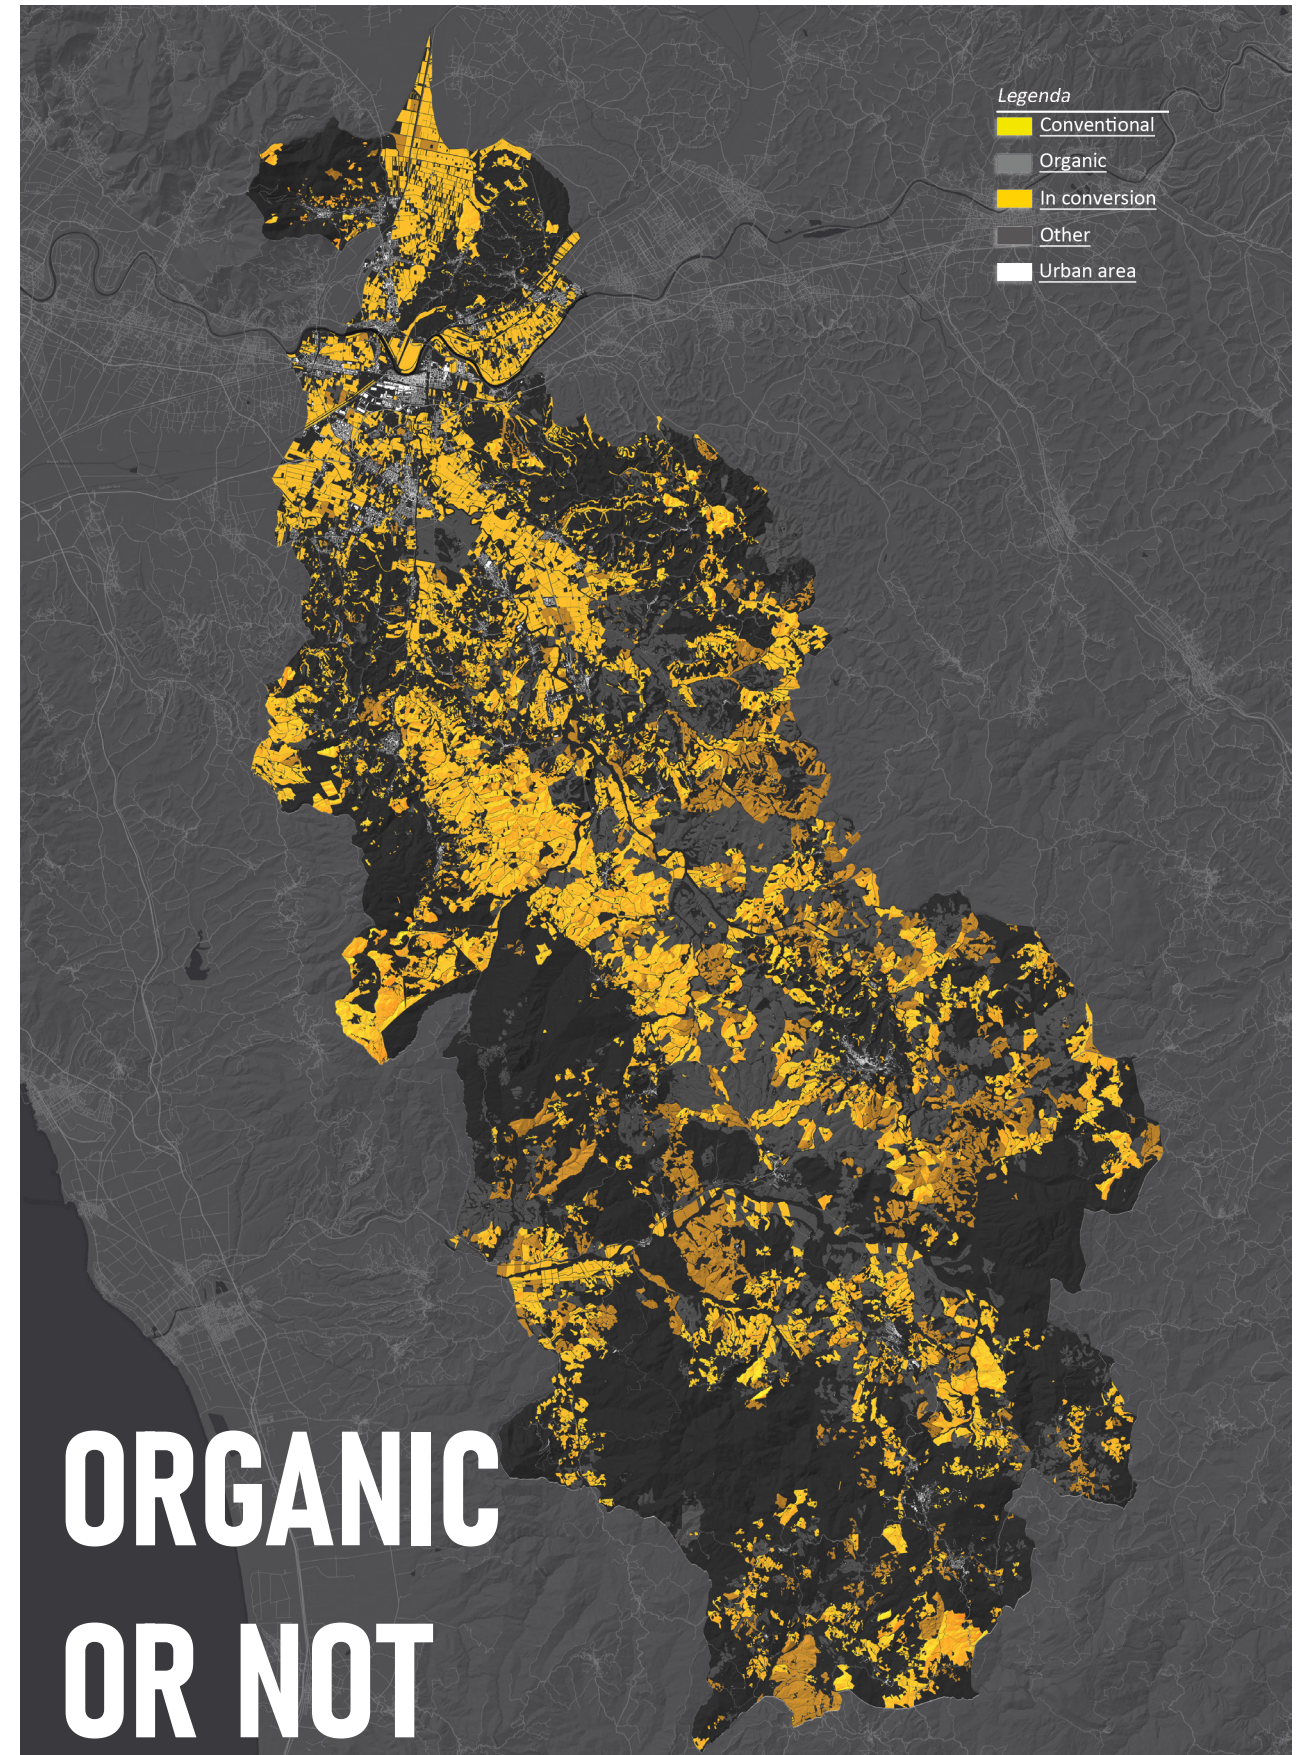 Legenda
Conventional
Organic
In conversion
Other
Urban area
ORGANIC
OR NOT